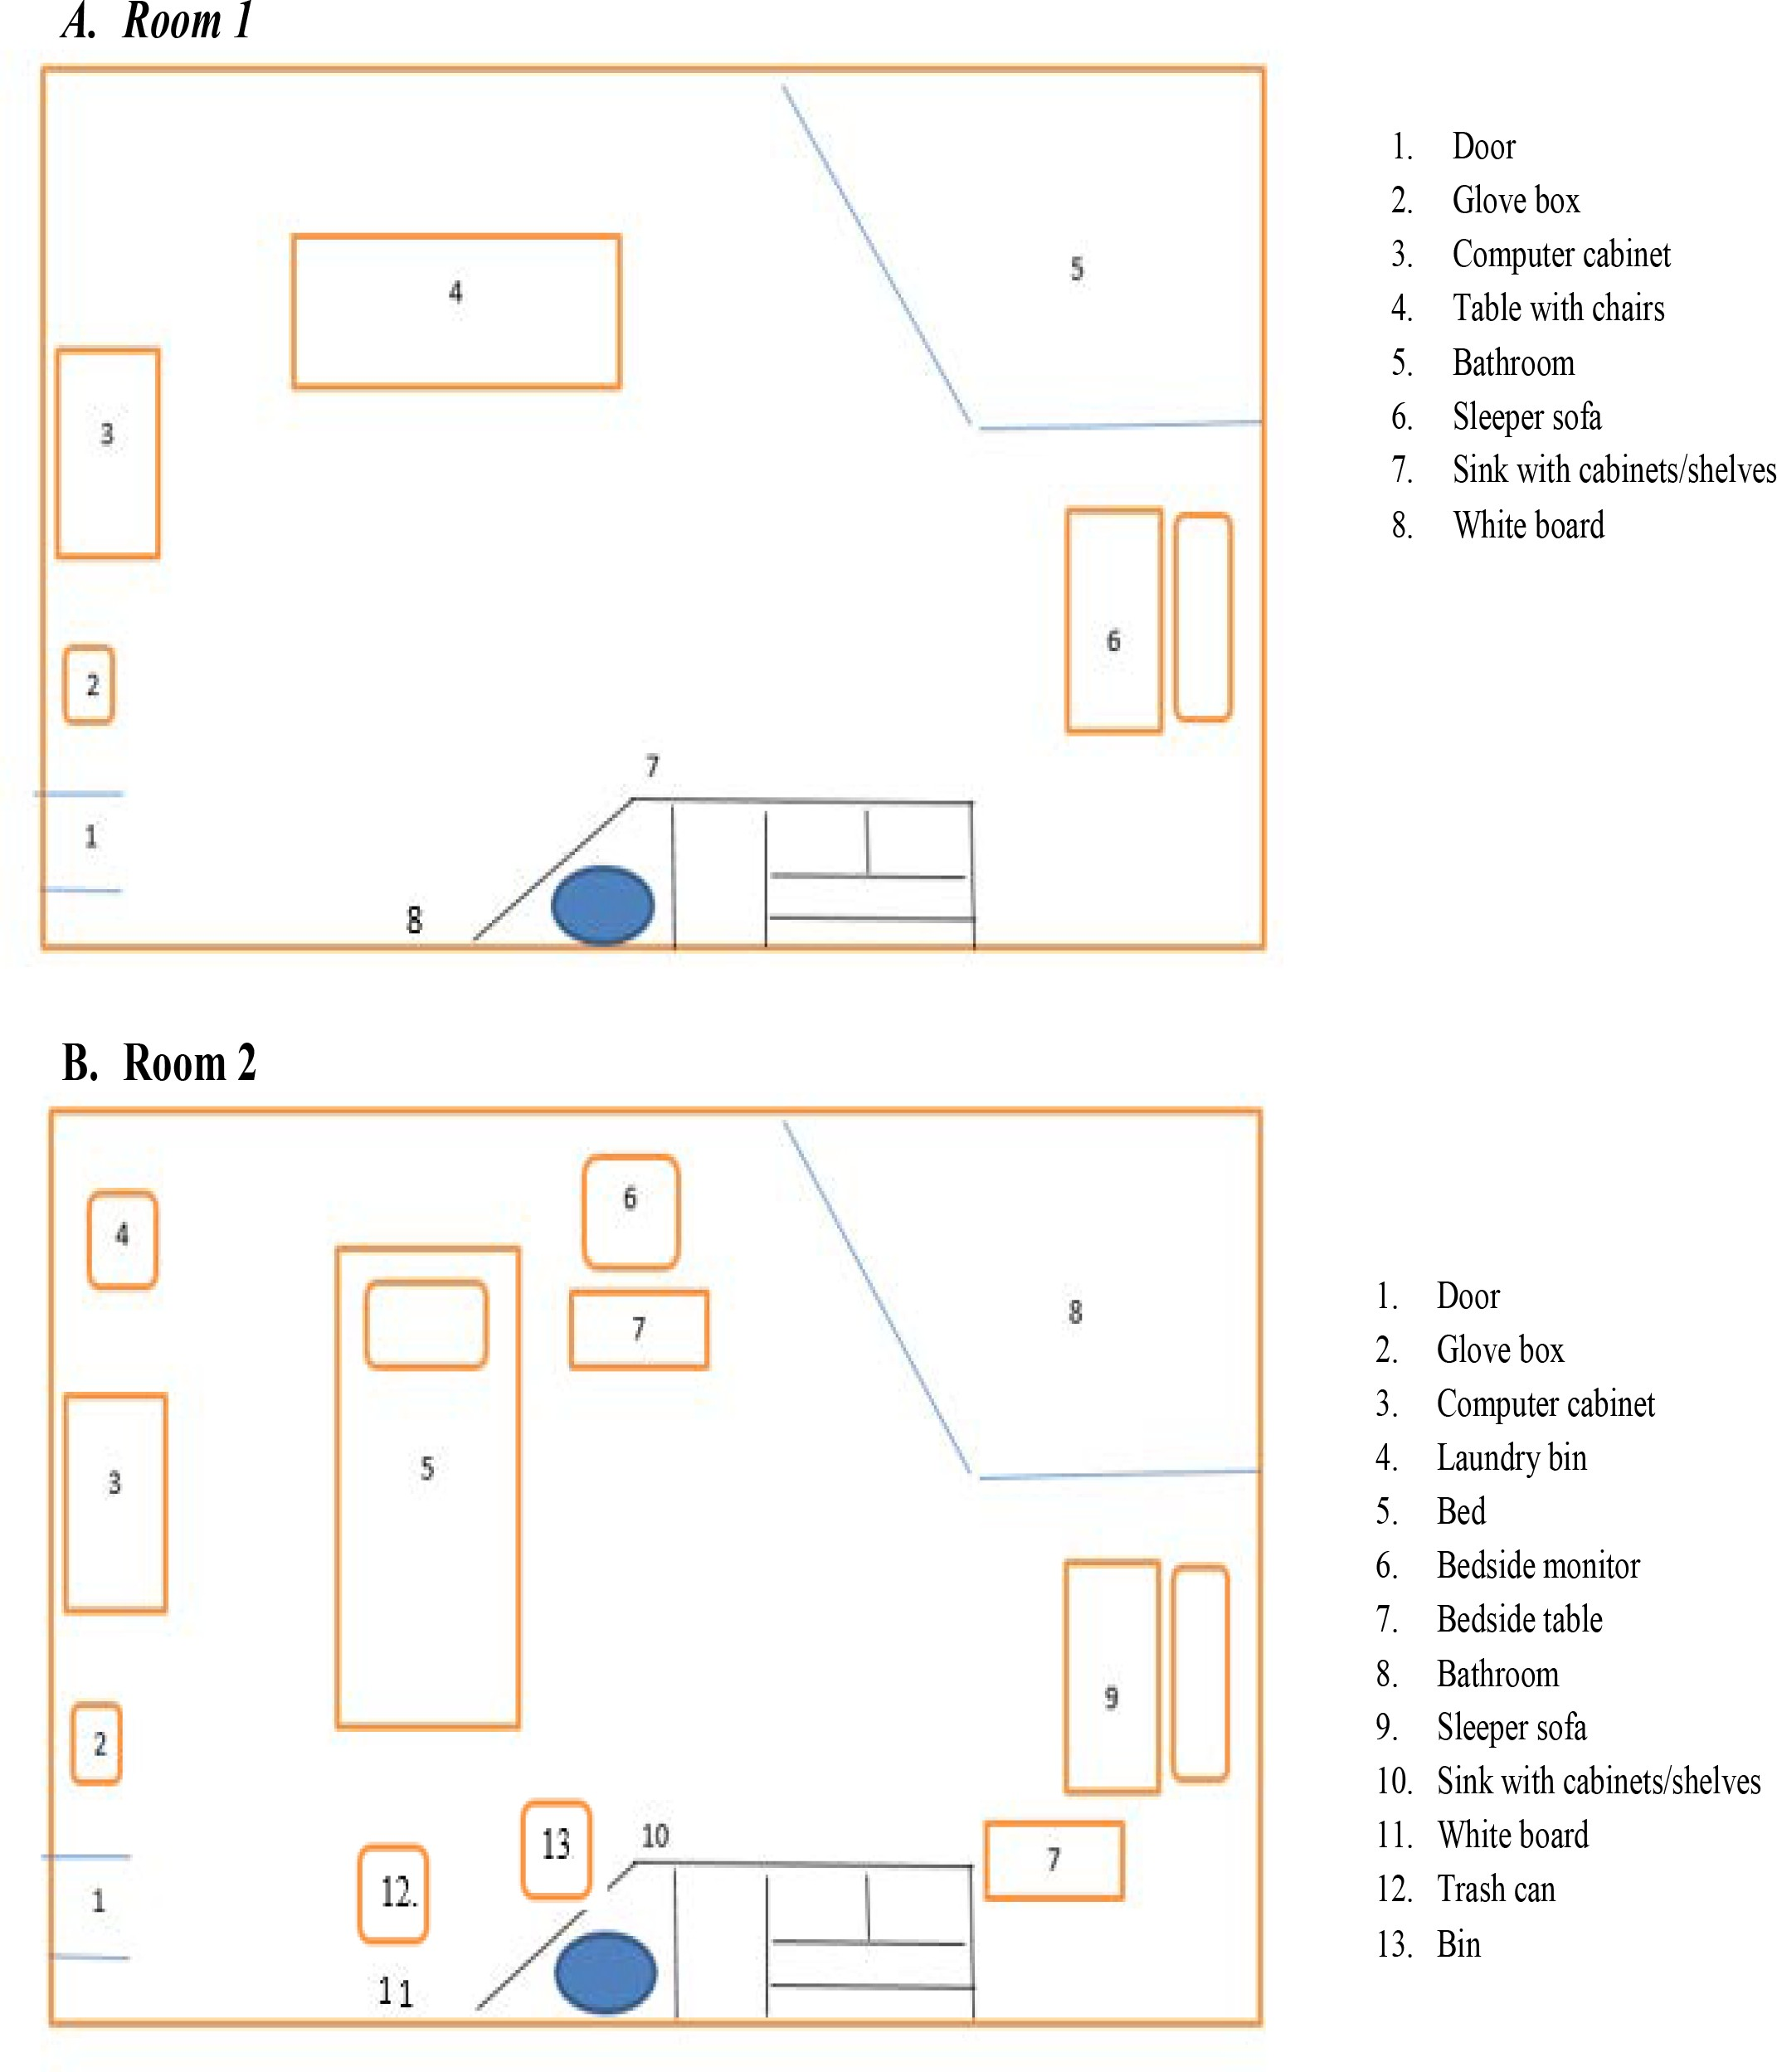 A. Room 1
5
4
3
6
2
7
1
8
1. Door
2. Glove box
3. Computer cabinet
4. Table with chairs
5. Bathroom
6. Sleeper sofa
7. Sink with cabinets/shelves
8. White board
B. Room 2
6
4
8
7
5
3
9
2
10
13
7
12.
1
11
1. Door
2. Glove box
3. Computer cabinet
4. Laundry bin
5. Bed
6. Bedside monitor
7. Bedside table
8. Bathroom
9. Sleeper sofa
10. Sink with cabinets/shelves
11. White board
12. Trash can
13. Bin